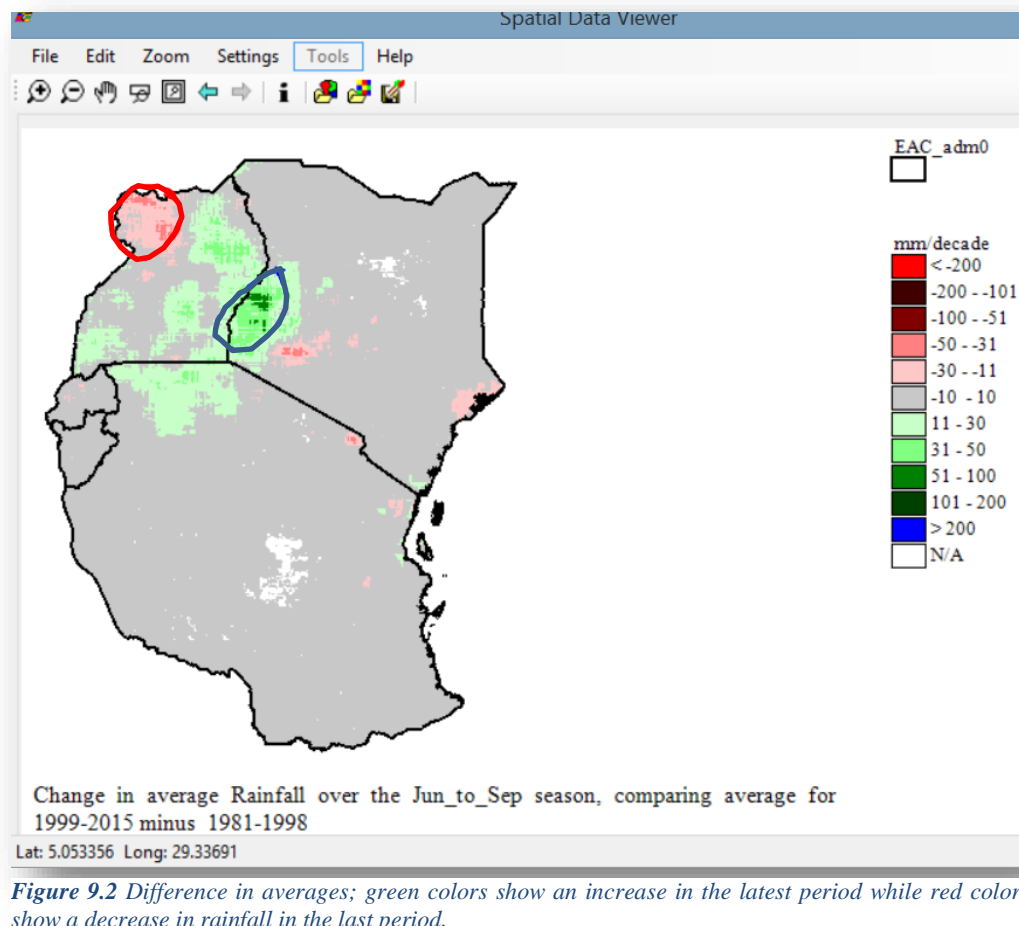 Spatial Data Viewer
File Edit Zoom Settings Tools Help
EAC_adm0
mm/decade
< -200
-200 - -101
-100 - -51
-50 - -31
-30 - -11
-10 - 10
11 - 30
31 - 50
51 - 100
101 - 200
> 200
N/A
Change in average Rainfall over the Jun_to_Sep season, comparing average for
1999-2015 minus 1981-1998
Lat: 5.053356 Long: 29.33691
Figure 9.2 Difference in averages; green colors show an increase in the latest period while red color
show a decrease in rainfall in the last period.